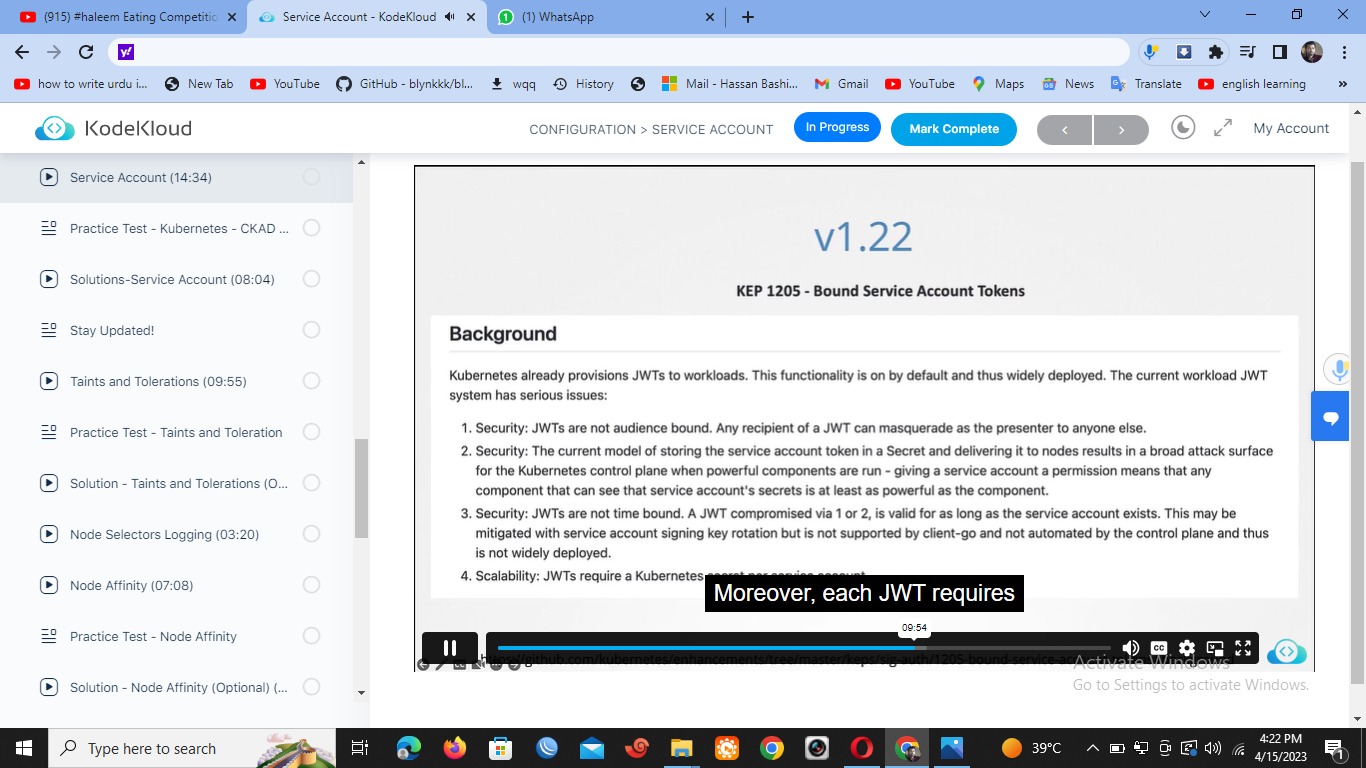 (915) #haleem Eating Competitio
Service Account - KodeKloud
(1) WhatsApp
how to write urdu i...
New Tab
YouTube
GitHub - blynkkk/bl...
wqq
History
Mail - Hassan Bashi...
Gmail
YouTube
Maps
News
Translate
english learning
»
KodeKloud
CONFIGURATION > SERVICE ACCOUNT
In Progress
Mark Complete
<
>
My Account
Service Account (14:34)
Practice Test - Kubernetes - CKAD ...
Solutions-Service Account (08:04)
Stay Updated!
Taints and Tolerations (09:55)
Practice Test - Taints and Toleration
Solution - Taints and Tolerations (O...
Node Selectors Logging (03:20)
Node Affinity (07:08)
Practice Test - Node Affinity
Solution - Node Affinity (Optional) (...
v1.22
KEP 1205 - Bound Service Account Tokens
Background
Kubernetes already provisions JWTs to workloads. This functionality is on by default and thus widely deployed. The current workload JWT
system has serious issues:
1. Security: JWTs are not audience bound. Any recipient of a JWT can masquerade as the presenter to anyone else.
2. Security: The current model of storing the service account token in a Secret and delivering it to nodes results in a broad attack surface
for the Kubernetes control plane when powerful components are run - giving a service account a permission means that any
component that can see that service account's secrets is at least as powerful as the component.
3. Security: JWTs are not time bound. A JWT compromised via 1 or 2, is valid for as long as the service account exists. This may be
mitigated with service account signing key rotation but is not supported by client-go and not automated by the control plane and thus
is not widely deployed.
4. Scalability: JWTs require a Kubernetes secret per service account.
Moreover, each JWT requires
09:54
CC
https://github.com/kubernetes/enhancements/tree/master/keps/sig-auth/1205-bound-service-
Activate Windows
Go to Settings to activate Windows.
Type here to search
39°C
4:22 PM
4/15/2023
1